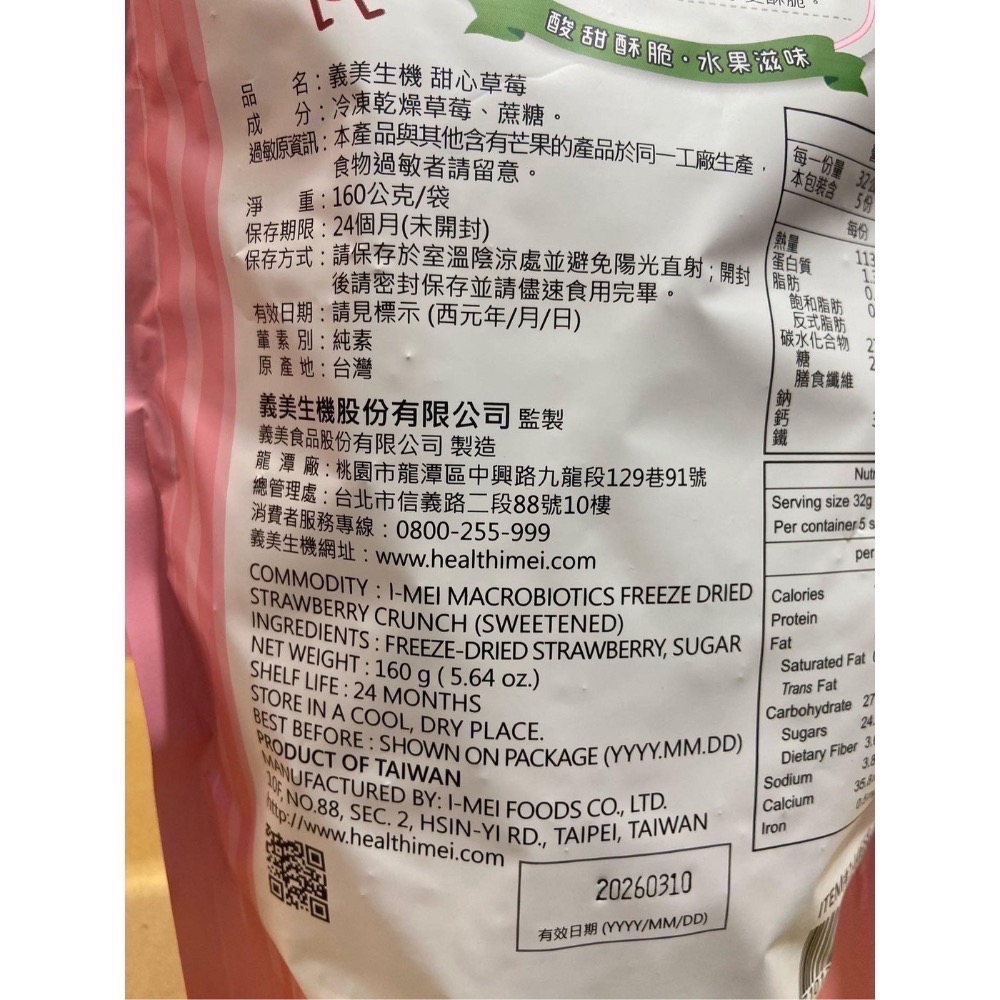 酸甜酥脆·水果滋味
品　　名：義美生機 甜心草莓
成　　分：冷凍乾燥草莓、蔗糖。
過敏原資訊：本產品與其他含有芒果的產品於同一工廠生產，
食物過敏者請留意。
淨　　重：160公克/袋
保存期限：24個月(未開封)
保存方式：請保存於室溫陰涼處並避免陽光直射；開封
後請密封保存並請儘速食用完畢。
有效日期：請見標示 (西元年/月/日)
葷素別：純素
原產地：台灣
義美生機股份有限公司 監製
義美食品股份有限公司 製造
龍潭廠：桃園市龍潭區中興路九龍段129巷91號
總管理處：台北市信義路二段88號10樓
消費者服務專線：0800-255-999
義美生機網址：www.healthimei.com
COMMODITY : I-MEI MACROBIOTICS FREEZE DRIED
STRAWBERRY CRUNCH (SWEETENED)
INGREDIENTS : FREEZE-DRIED STRAWBERRY, SUGAR
NET WEIGHT : 160 g ( 5.64 oz.)
SHELF LIFE : 24 MONTHS
STORE IN A COOL, DRY PLACE.
BEST BEFORE : SHOWN ON PACKAGE (YYYY.MM.DD)
PRODUCT OF TAIWAN
MANUFACTURED BY: I-MEI FOODS CO., LTD.
10F, NO.88, SEC. 2, HSIN-YI RD., TAIPEI, TAIWAN
http://www.healthimei.com
20260310
有效日期 (YYYY/MM/DD)
每一份量 32
本包裝含 5份
每份
熱量 113
蛋白質 1.
脂肪 0.
飽和脂肪 0
反式脂肪
碳水化合物 2
糖 2
膳食纖維
鈉
鈣
鐵
Serving size 32g
Per container 5
per
Calories
Protein
Fat
Saturated Fat
Trans Fat
Carbohydrate 27
Sugars 24.
Dietary Fiber 3.
Sodium 3.8
Calcium 35.8
Iron
ITEM